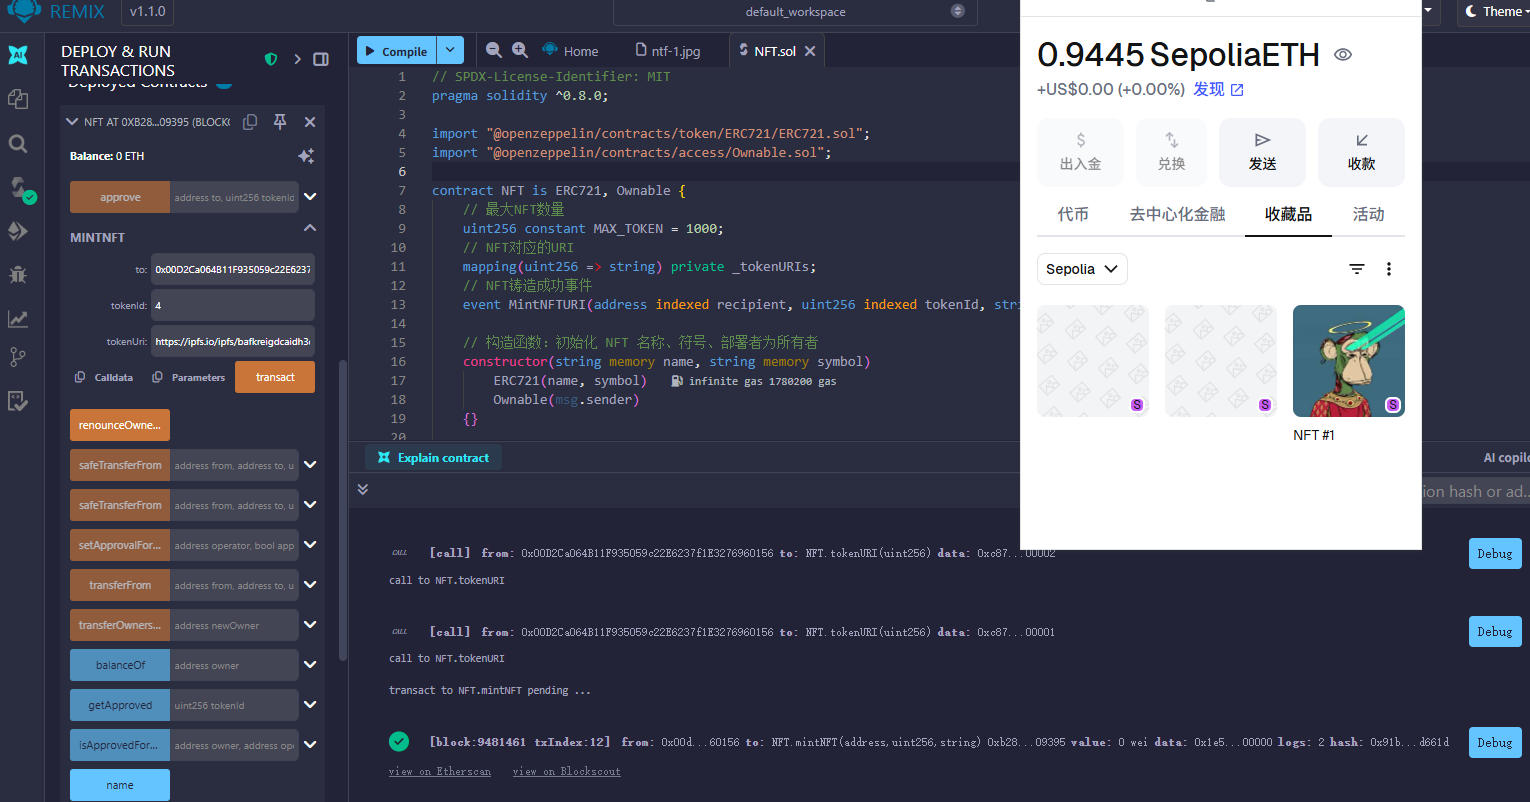 REMIX
v1.1.0
default_workspace
Theme
AI
DEPLOY & RUN
TRANSACTIONS
Deployed Contracts
NFT AT 0XB28...09395 (BLOCKC
Balance: 0 ETH
approve
address to, uint256 tokenId
MINTNFT
to:
0x00D2Ca064B11F935059c22E6237
tokenId:
4
tokenUri:
https://ipfs.io/ipfs/bafkreigdcaidh3
Calldata
Parameters
transact
renounceOwne...
safeTransferFrom
address from, address to, u
safeTransferFrom
address from, address to, u
setApprovalFor...
address operator, bool app
transferFrom
address from, address to, u
transferOwners...
address newOwner
balanceOf
address owner
getApproved
uint256 tokenId
isApprovedFor...
address owner, address ope
name
Compile
Home
ntf-1.jpg
NFT.sol
1 // SPDX-License-Identifier: MIT
2 pragma solidity ^0.8.0;
3
4 import "@openzeppelin/contracts/token/ERC721/ERC721.sol";
5 import "@openzeppelin/contracts/access/Ownable.sol";
6
7 contract NFT is ERC721, Ownable {
8 // 最大NFT数量
9 uint256 constant MAX_TOKEN = 1000;
10 // NFT对应的URI
11 mapping(uint256 => string) private _tokenURIs;
12 // NFT铸造成功事件
13 event MintNFTURI(address indexed recipient, uint256 indexed tokenId, stri
14
15 // 构造函数：初始化 NFT 名称、符号、部署者为所有者
16 constructor(string memory name, string memory symbol)
17 ERC721(name, symbol) infinite gas 1780200 gas
18 Ownable(msg.sender)
19 {}
20
Explain contract
AI copilo
ion hash or ad...
CALL [call] from: 0x00D2Ca064B11F935059c22E6237f1E3276960156 to: NFT.tokenURI(uint256) data: 0xc87...00002
Debug
call to NFT.tokenURI
CALL [call] from: 0x00D2Ca064B11F935059c22E6237f1E3276960156 to: NFT.tokenURI(uint256) data: 0xc87...00001
Debug
call to NFT.tokenURI
transact to NFT.mintNFT pending ...
[block:9481461 txIndex:12] from: 0x00d...60156 to: NFT.mintNFT(address,uint256,string) 0xb28...09395 value: 0 wei data: 0x1e5...00000 logs: 2 hash: 0x91b...d661d
Debug
view on Etherscan
view on Blockscout
0.9445 SepoliaETH
+US$0.00 (+0.00%) 发现
出入金
兑换
发送
收款
代币
去中心化金融
收藏品
活动
Sepolia
S
S
S
NFT #1